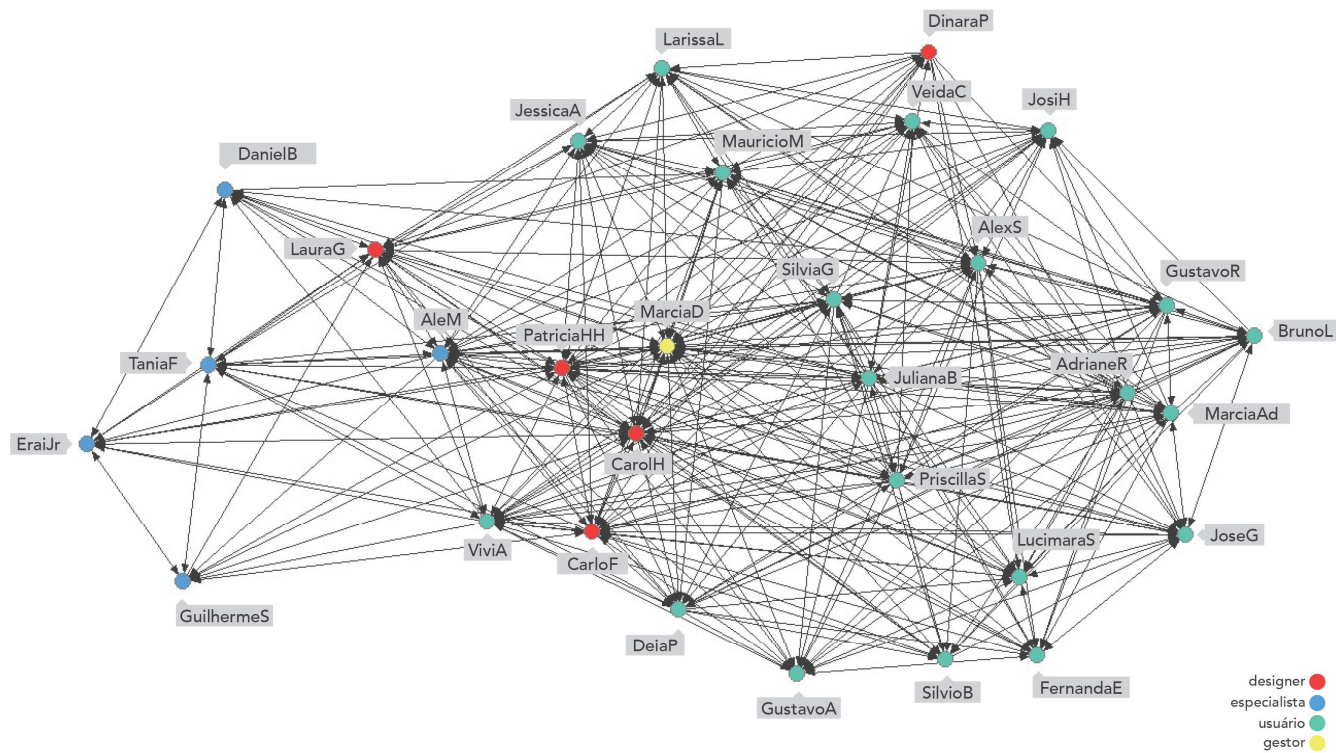 DinaraP
LarissaL
VeidaC
JosiH
JessicaA
MauricioM
DanielB
AlexS
LauraG
SilviaG
GustavoR
MarciaD
AleM
PatriciaHH
BrunoL
TaniaF
AdrianeR
JulianaB
MarciaAd
EraiJr
CarolH
PriscillaS
JoseG
LucimaraS
ViviA
CarloF
GuilhermeS
DeiaP
FernandaE
SilvioB
GustavoA
designer
especialista
usuário
gestor